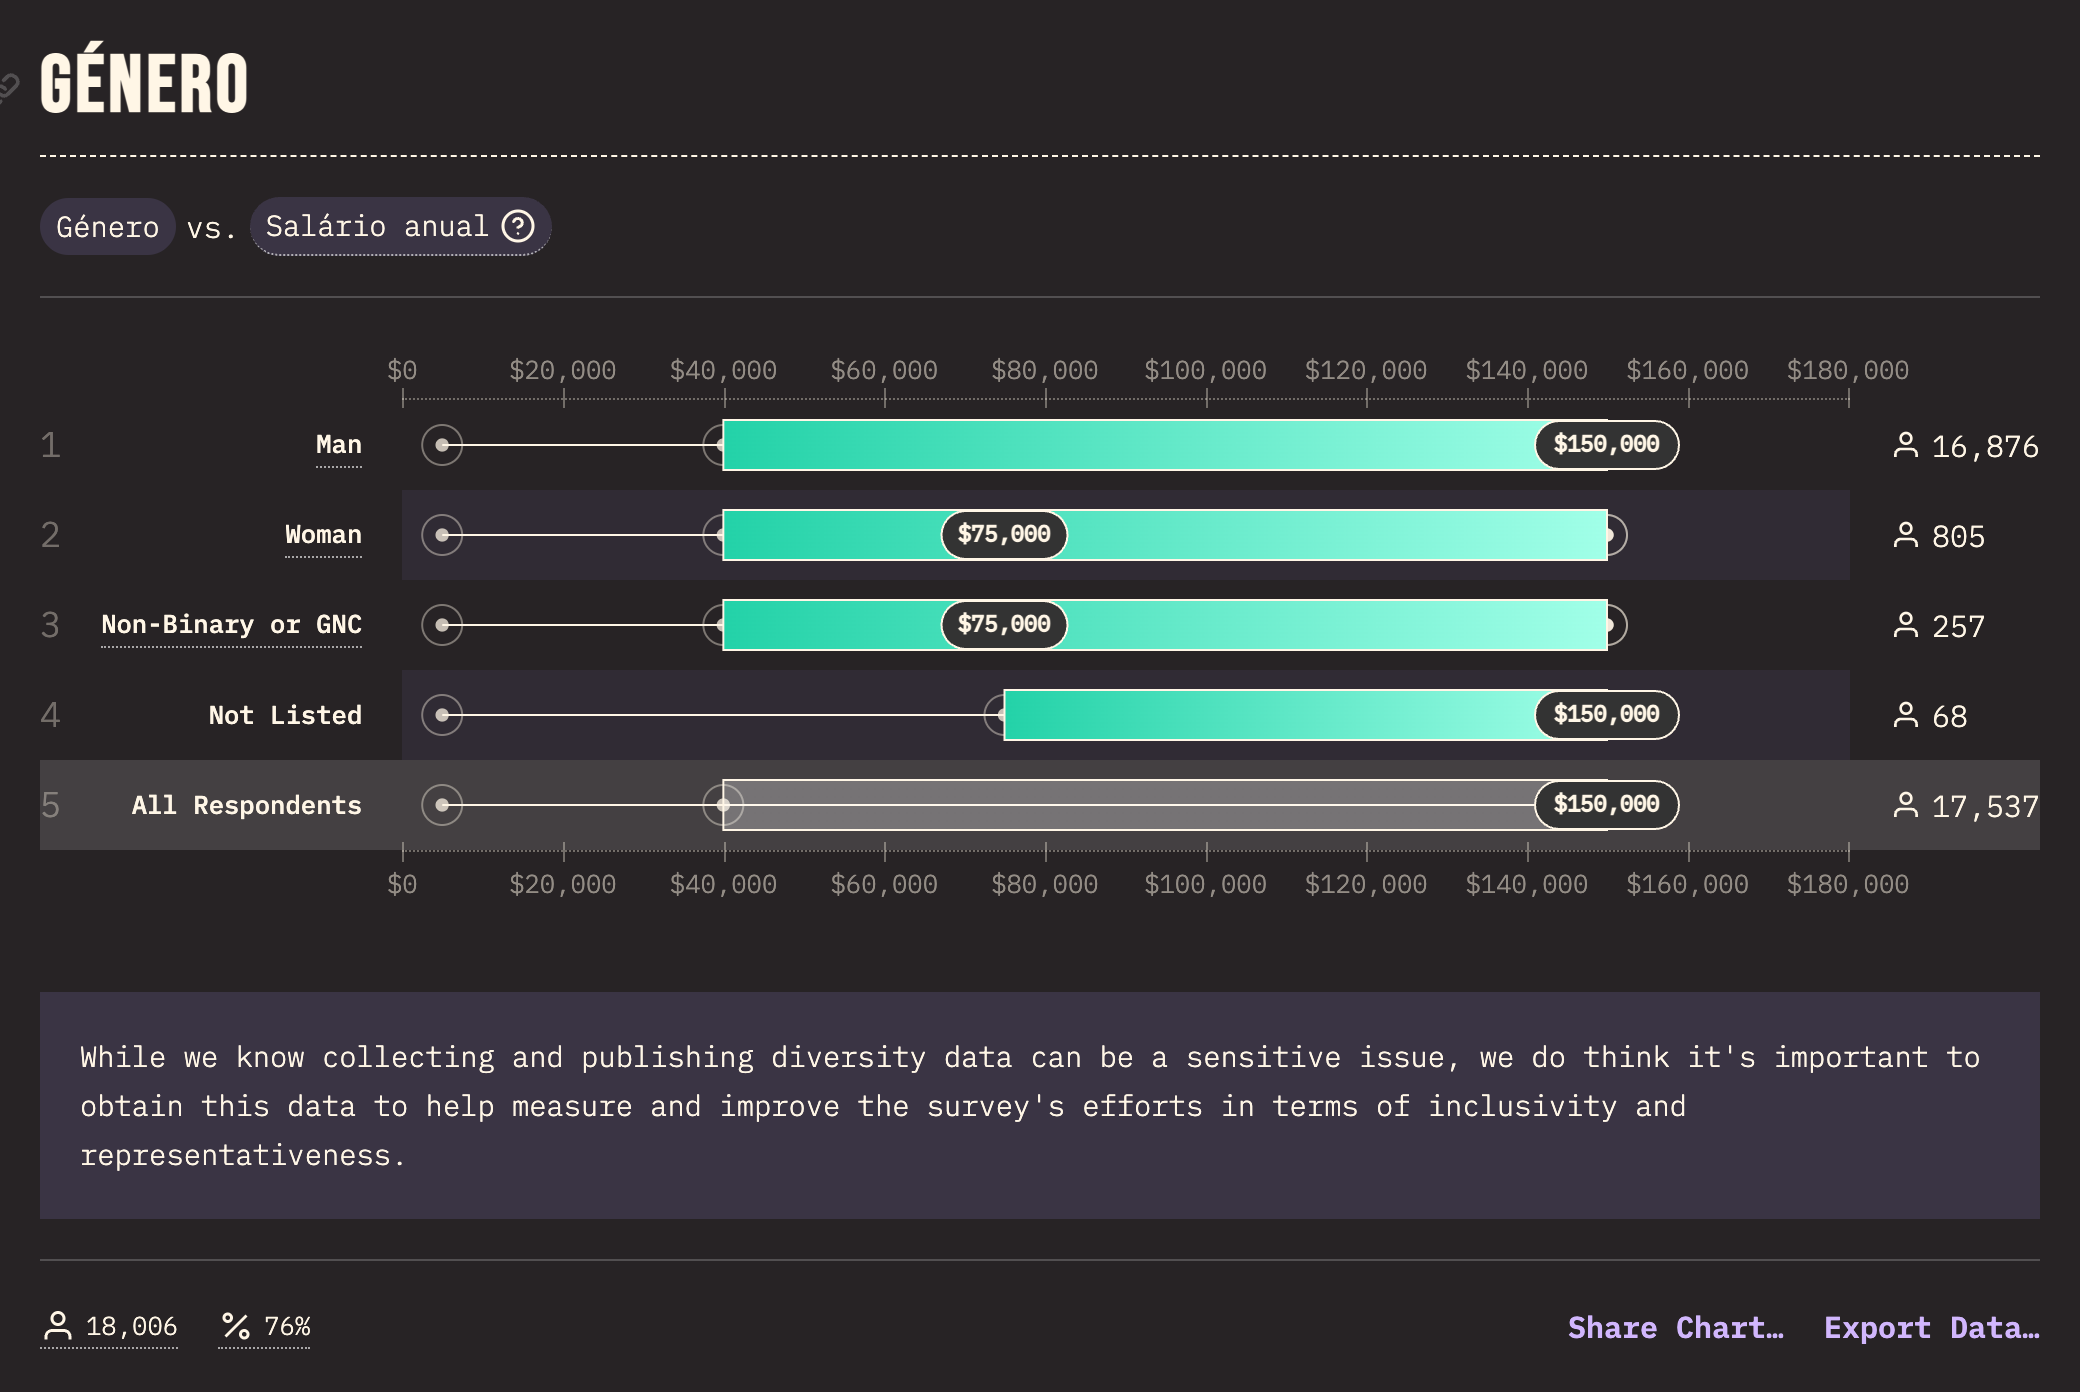 GÉNERO
Género vs. Salário anual ?
$0 $20,000 $40,000 $60,000 $80,000 $100,000 $120,000 $140,000 $160,000 $180,000
1 Man $150,000 16,876
2 Woman $75,000 805
3 Non-Binary or GNC $75,000 257
4 Not Listed $150,000 68
5 All Respondents $150,000 17,537
$0 $20,000 $40,000 $60,000 $80,000 $100,000 $120,000 $140,000 $160,000 $180,000
While we know collecting and publishing diversity data can be a sensitive issue, we do think it's important to
obtain this data to help measure and improve the survey's efforts in terms of inclusivity and
representativeness.
18,006 % 76% Share Chart… Export Data…